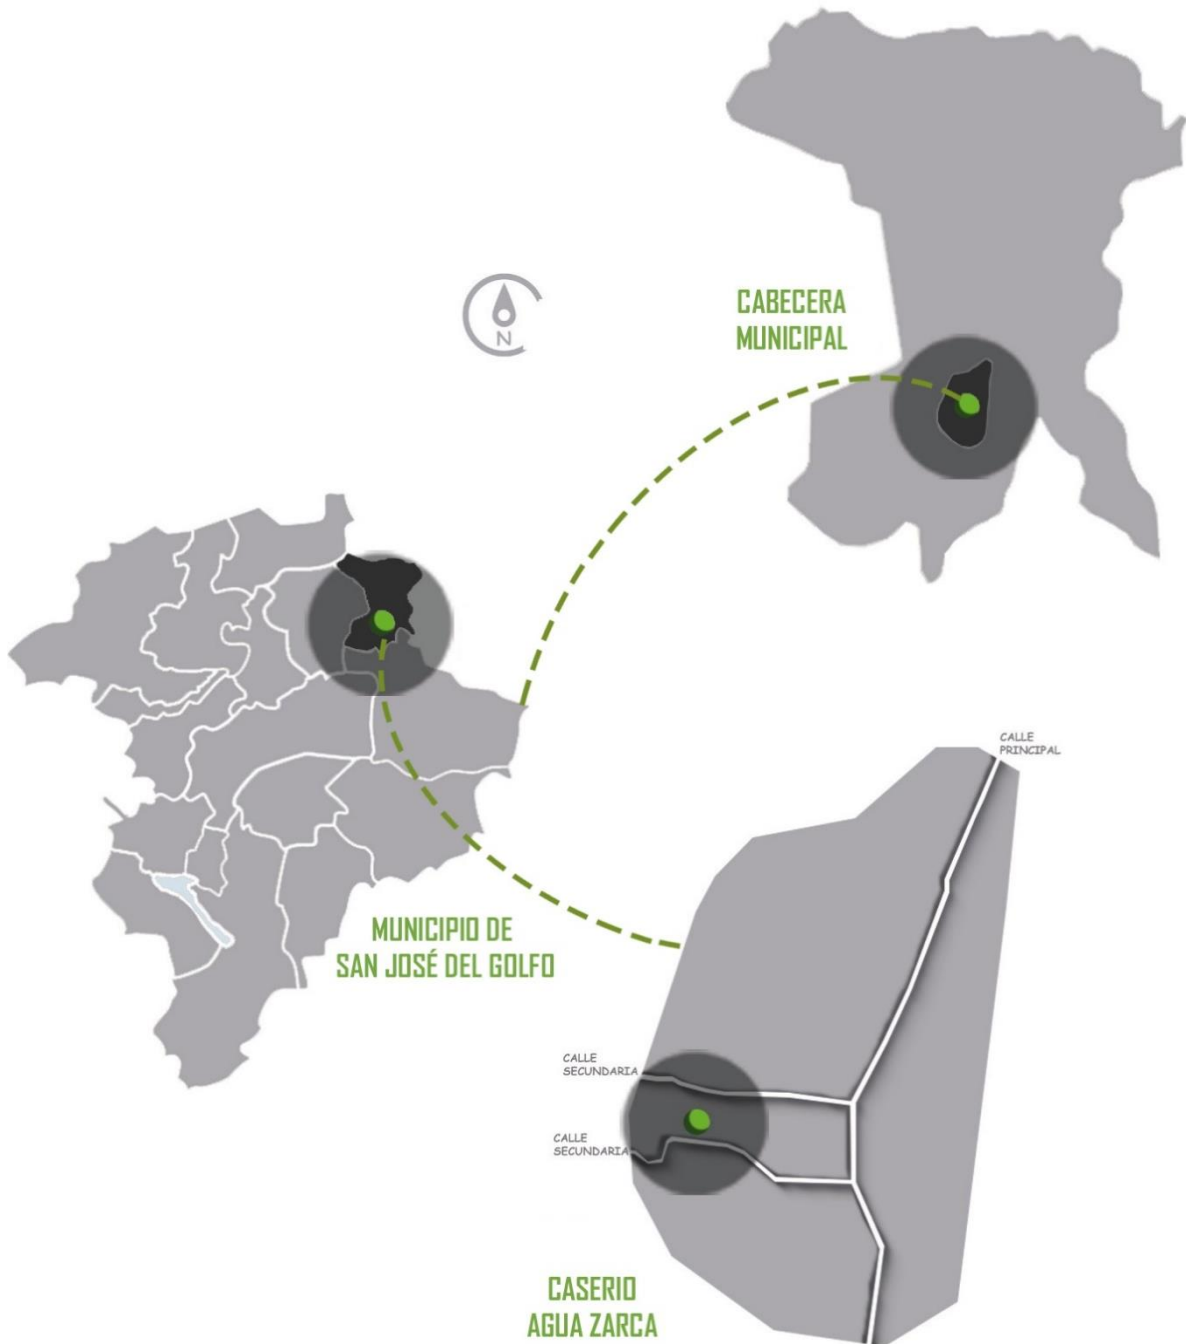 CABECERA
MUNICIPAL
N
CALLE
PRINCIPAL
MUNICIPIO DE
SAN JOSÉ DEL GOLFO
CALLE
SECUNDARIA
CALLE
SECUNDARIA
CASERIO
AGUA ZARCA